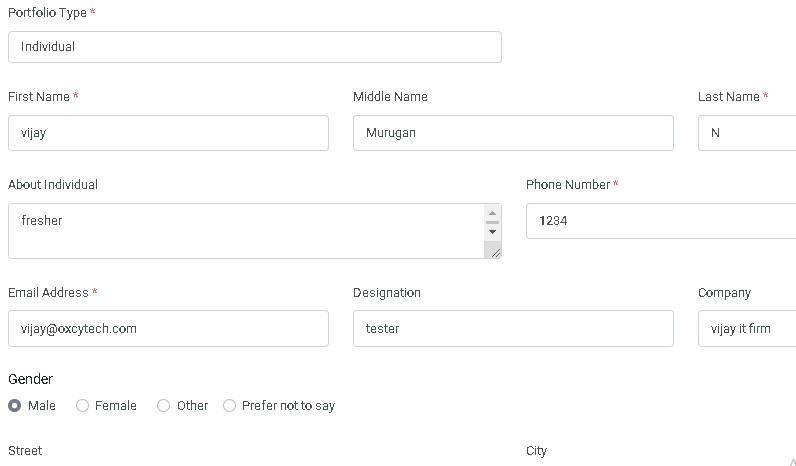 Portfolio Type *
Individual
First Name * Middle Name Last Name *
vijay Murugan N
About Individual Phone Number *
fresher 1234
Email Address * Designation Company
vijay@oxcytech.com tester vijay it firm
Gender
Male Female Other Prefer not to say
Street City